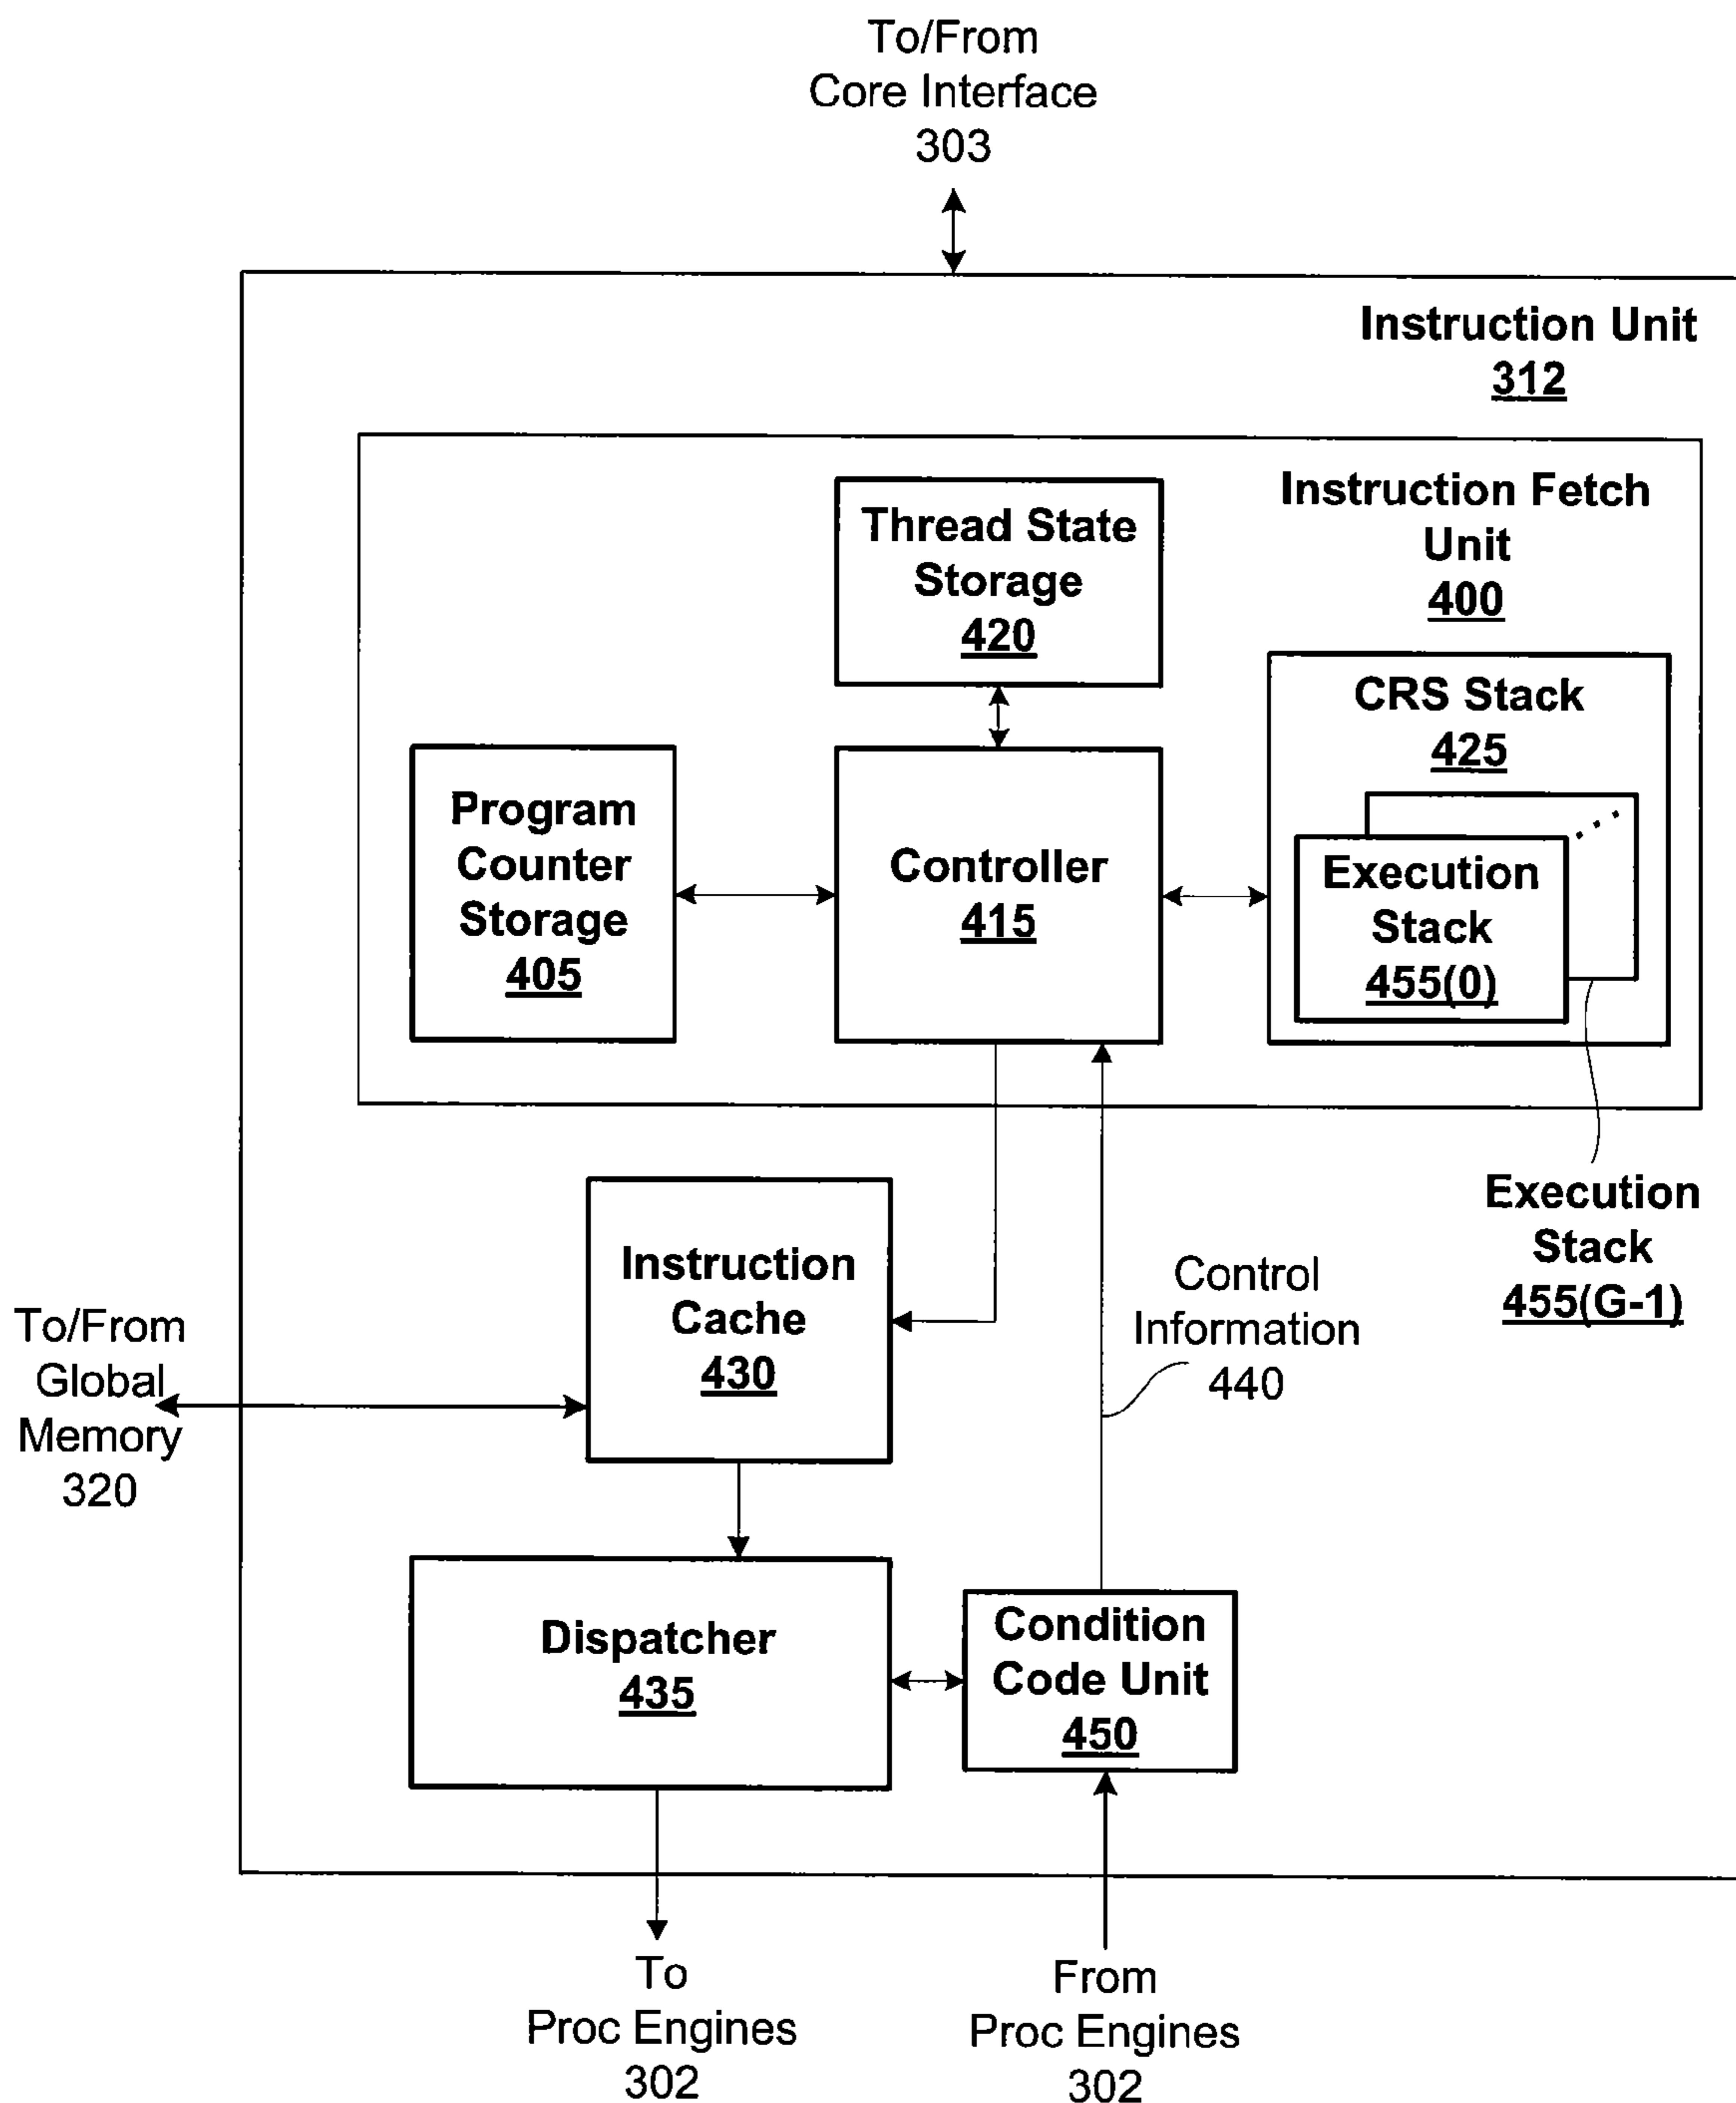 To/From
Core Interface
303
Instruction Unit
312
Instruction Fetch
Unit
400
Thread State
Storage
420
CRS Stack
425
Program
Counter
Storage
405
Controller
415
Execution
Stack
455(0)
Execution
Stack
455(G-1)
Instruction
Cache
430
Control
Information
440
To/From
Global
Memory
320
Dispatcher
435
Condition
Code Unit
450
To
Proc Engines
302
From
Proc Engines
302